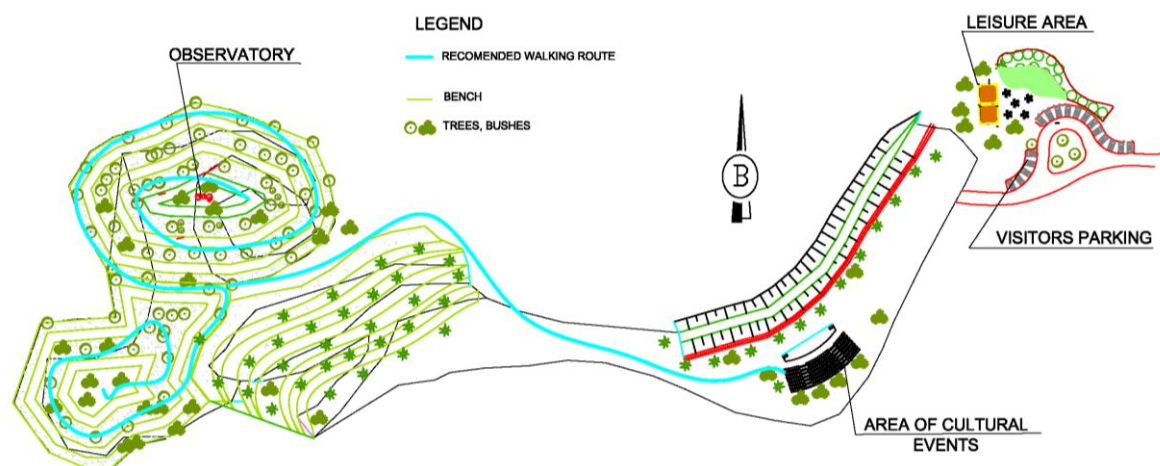 LEGEND
RECOMENDED WALKING ROUTE
BENCH
TREES, BUSHES
OBSERVATORY
LEISURE AREA
B
VISITORS PARKING
AREA OF CULTURAL
EVENTS